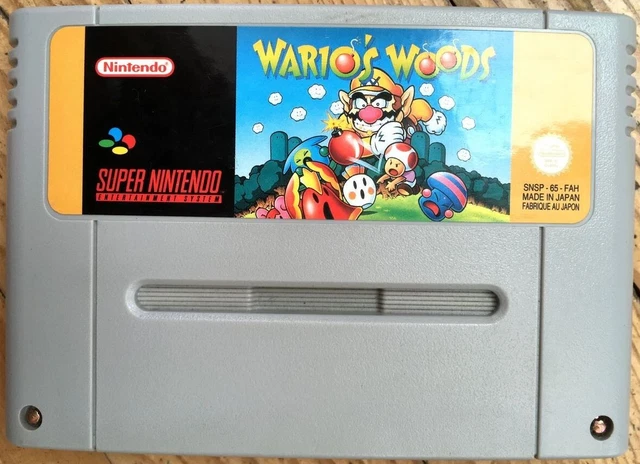 Nintendo
WARIO'S WOODS
SUPER NINTENDO
ENTERTAINMENT SYSTEM
SNSP - 65 - FAH
MADE IN JAPAN
FABRIQUE AU JAPON